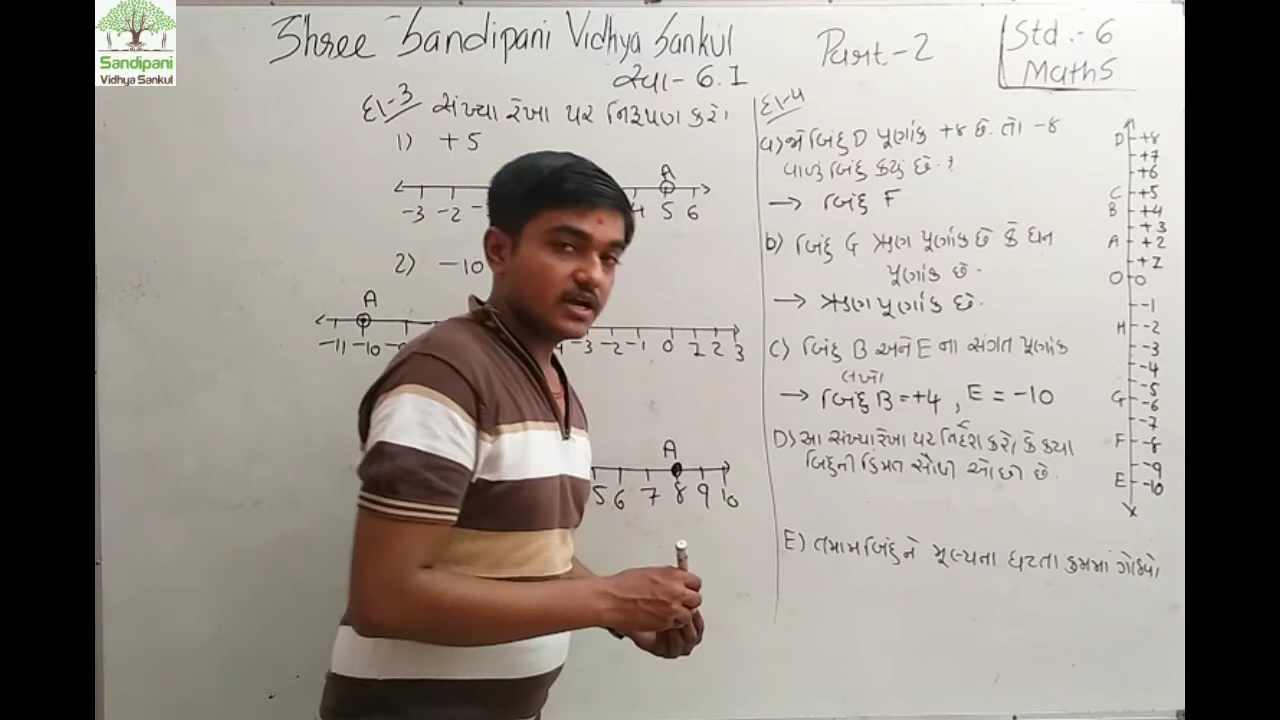 Sandipani
Vidhya Sankul
Shree Sandipani Vidhya Sankul
Part-2
Std :- 6
Maths
સ્વા- 6.1
દા-3 સંખ્યા રેખા પર નિરૂપણ કરો
1) +5
A
-3 -2 5 6
2) -10
A
-11 -10 -3 -2 -1 0 1 2 3
A
5 6 7 8 9 10
દા-4
a) જો બિંદુ D પૂર્ણાંક +8 છે. તો -8
વાળું બિંદુ કયું છે.?
→ બિંદુ F
b) બિંદુ G ઋણ પૂર્ણાંક છે કે ધન
પૂર્ણાંક છે.
→ ઋણ પૂર્ણાંક છે.
c) બિંદુ B અને E ના સંગત પૂર્ણાંક
લખો
→ બિંદુ B = +4 , E = -10
D) આ સંખ્યારેખા પર નિર્દેશ કરો કે કયા
બિંદુની કિંમત સૌથી ઓછી છે.
E) તમામ બિંદુને મૂલ્યના ઘટતા ક્રમમાં ગોઠવો
D +8
+7
+6
C +5
B +4
+3
A +2
+1
O 0
-1
H -2
-3
-4
-5
G -6
-7
F -8
-9
E -10